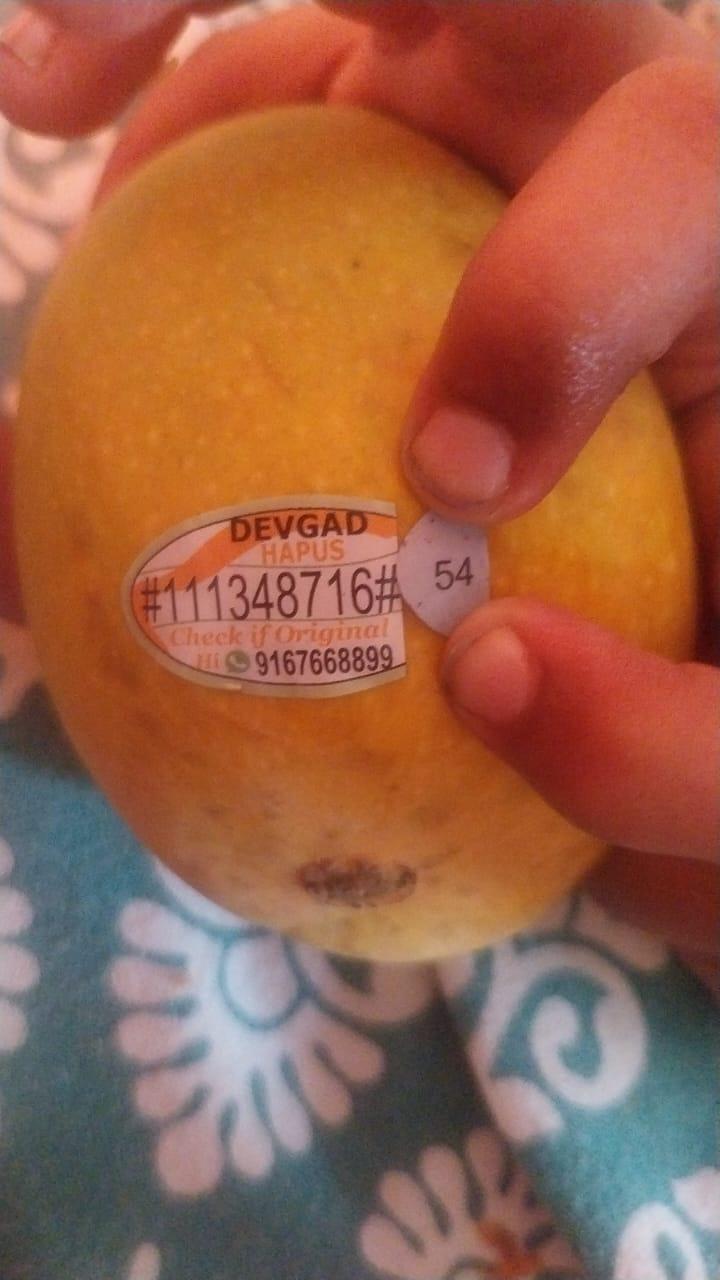 DEVGAD
HAPUS
#111348716#
Check if Original
Hi 9167668899
54